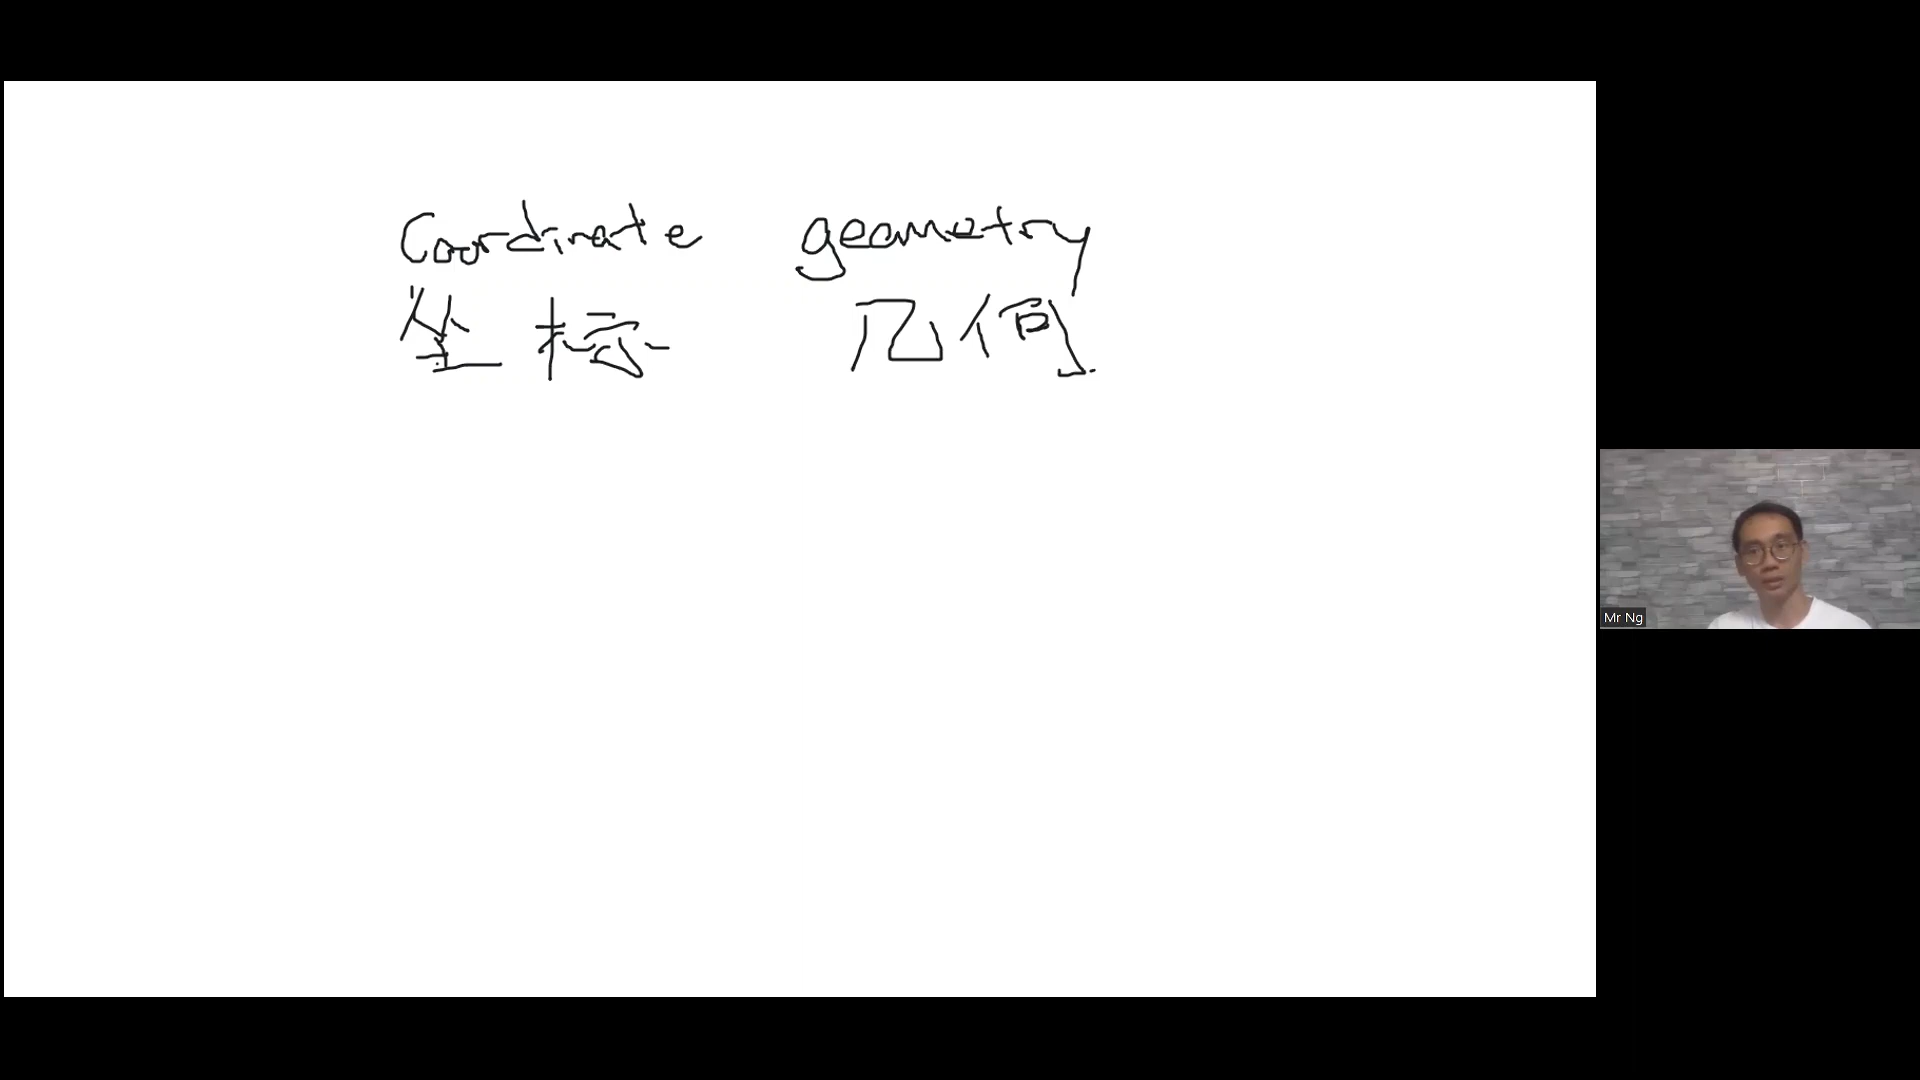 Coordinate geometry
坐标 几何
Mr Ng